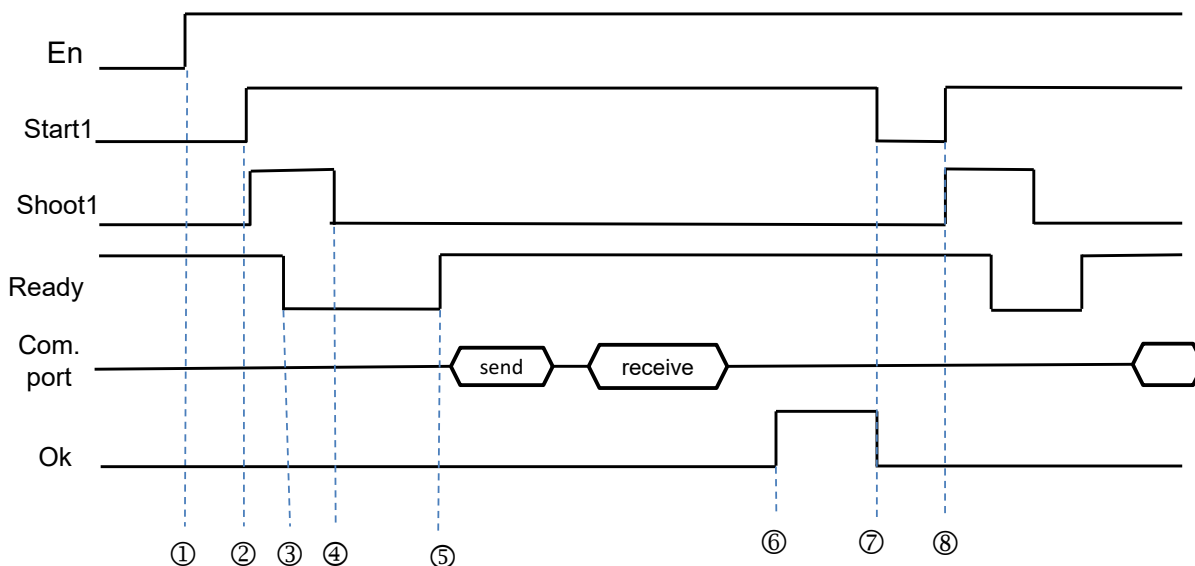 En
Start1
Shoot1
Ready
Com.
port
send
receive
Ok
① ② ③ ④ ⑤ ⑥ ⑦ ⑧